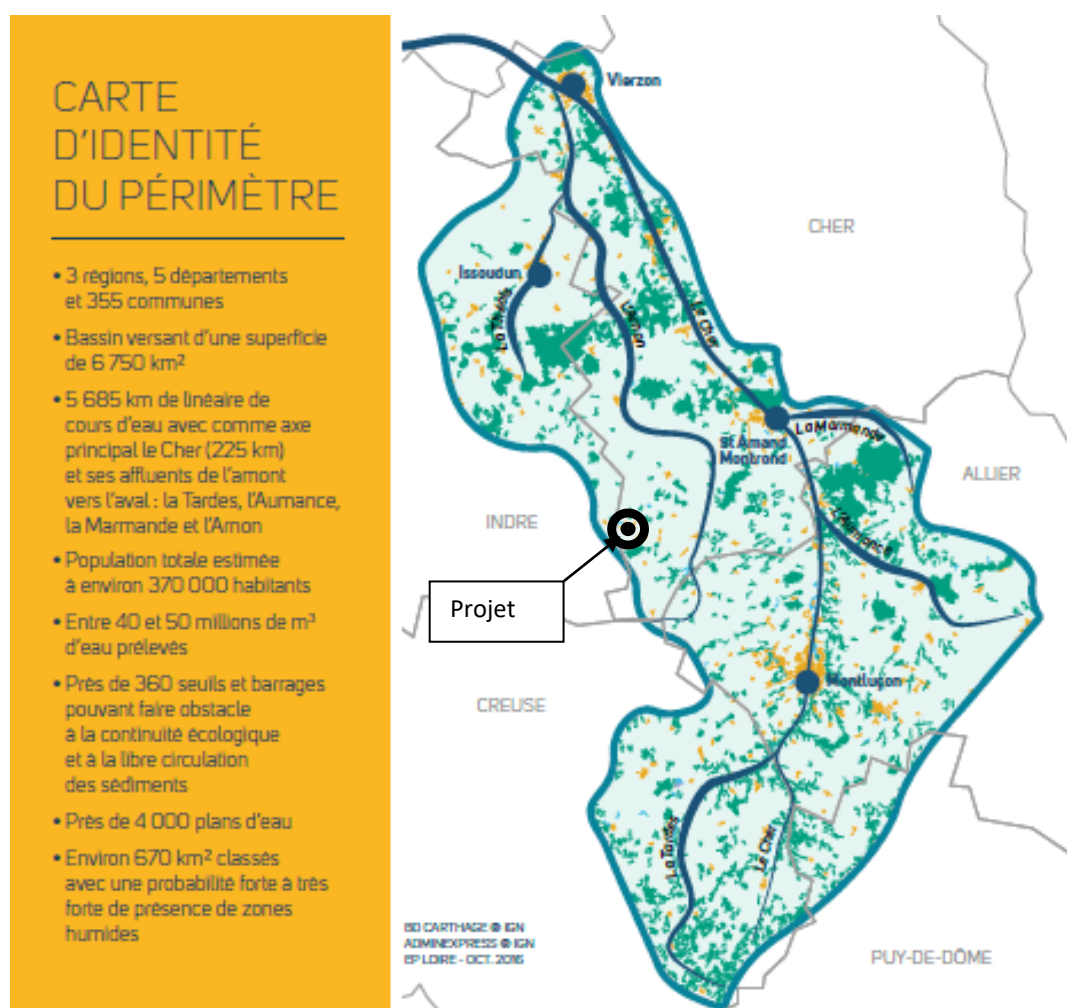 CARTE
D'IDENTITÉ
DU PÉRIMÈTRE
• 3 régions, 5 départements
et 355 communes
• Bassin versant d'une superficie
de 6 750 km²
• 5 685 km de linéaire de
cours d'eau avec comme axe
principal le Cher (225 km)
et ses affluents de l'amont
vers l'aval : la Tardes, l'Aumance,
la Marmande et l'Arnon
• Population totale estimée
à environ 370 000 habitants
• Entre 40 et 50 millions de m³
d'eau prélevés
• Près de 360 seuils et barrages
pouvant faire obstacle
à la continuité écologique
et à la libre circulation
des sédiments
• Près de 4 000 plans d'eau
• Environ 670 km² classés
avec une probabilité forte à très
forte de présence de zones
humides
Vierzon
CHER
Issoudun
La Théols
L'Arnon
Le Cher
St Amand
Montrond
La Marmande
ALLIER
INDRE
L'Aumance
Projet
Montluçon
CREUSE
La Tardes
Le Cher
BD CARTHAGE @ IGN
ADMINEXPRESS @ IGN
EP LOIRE - OCT. 2016
PUY-DE-DÔME